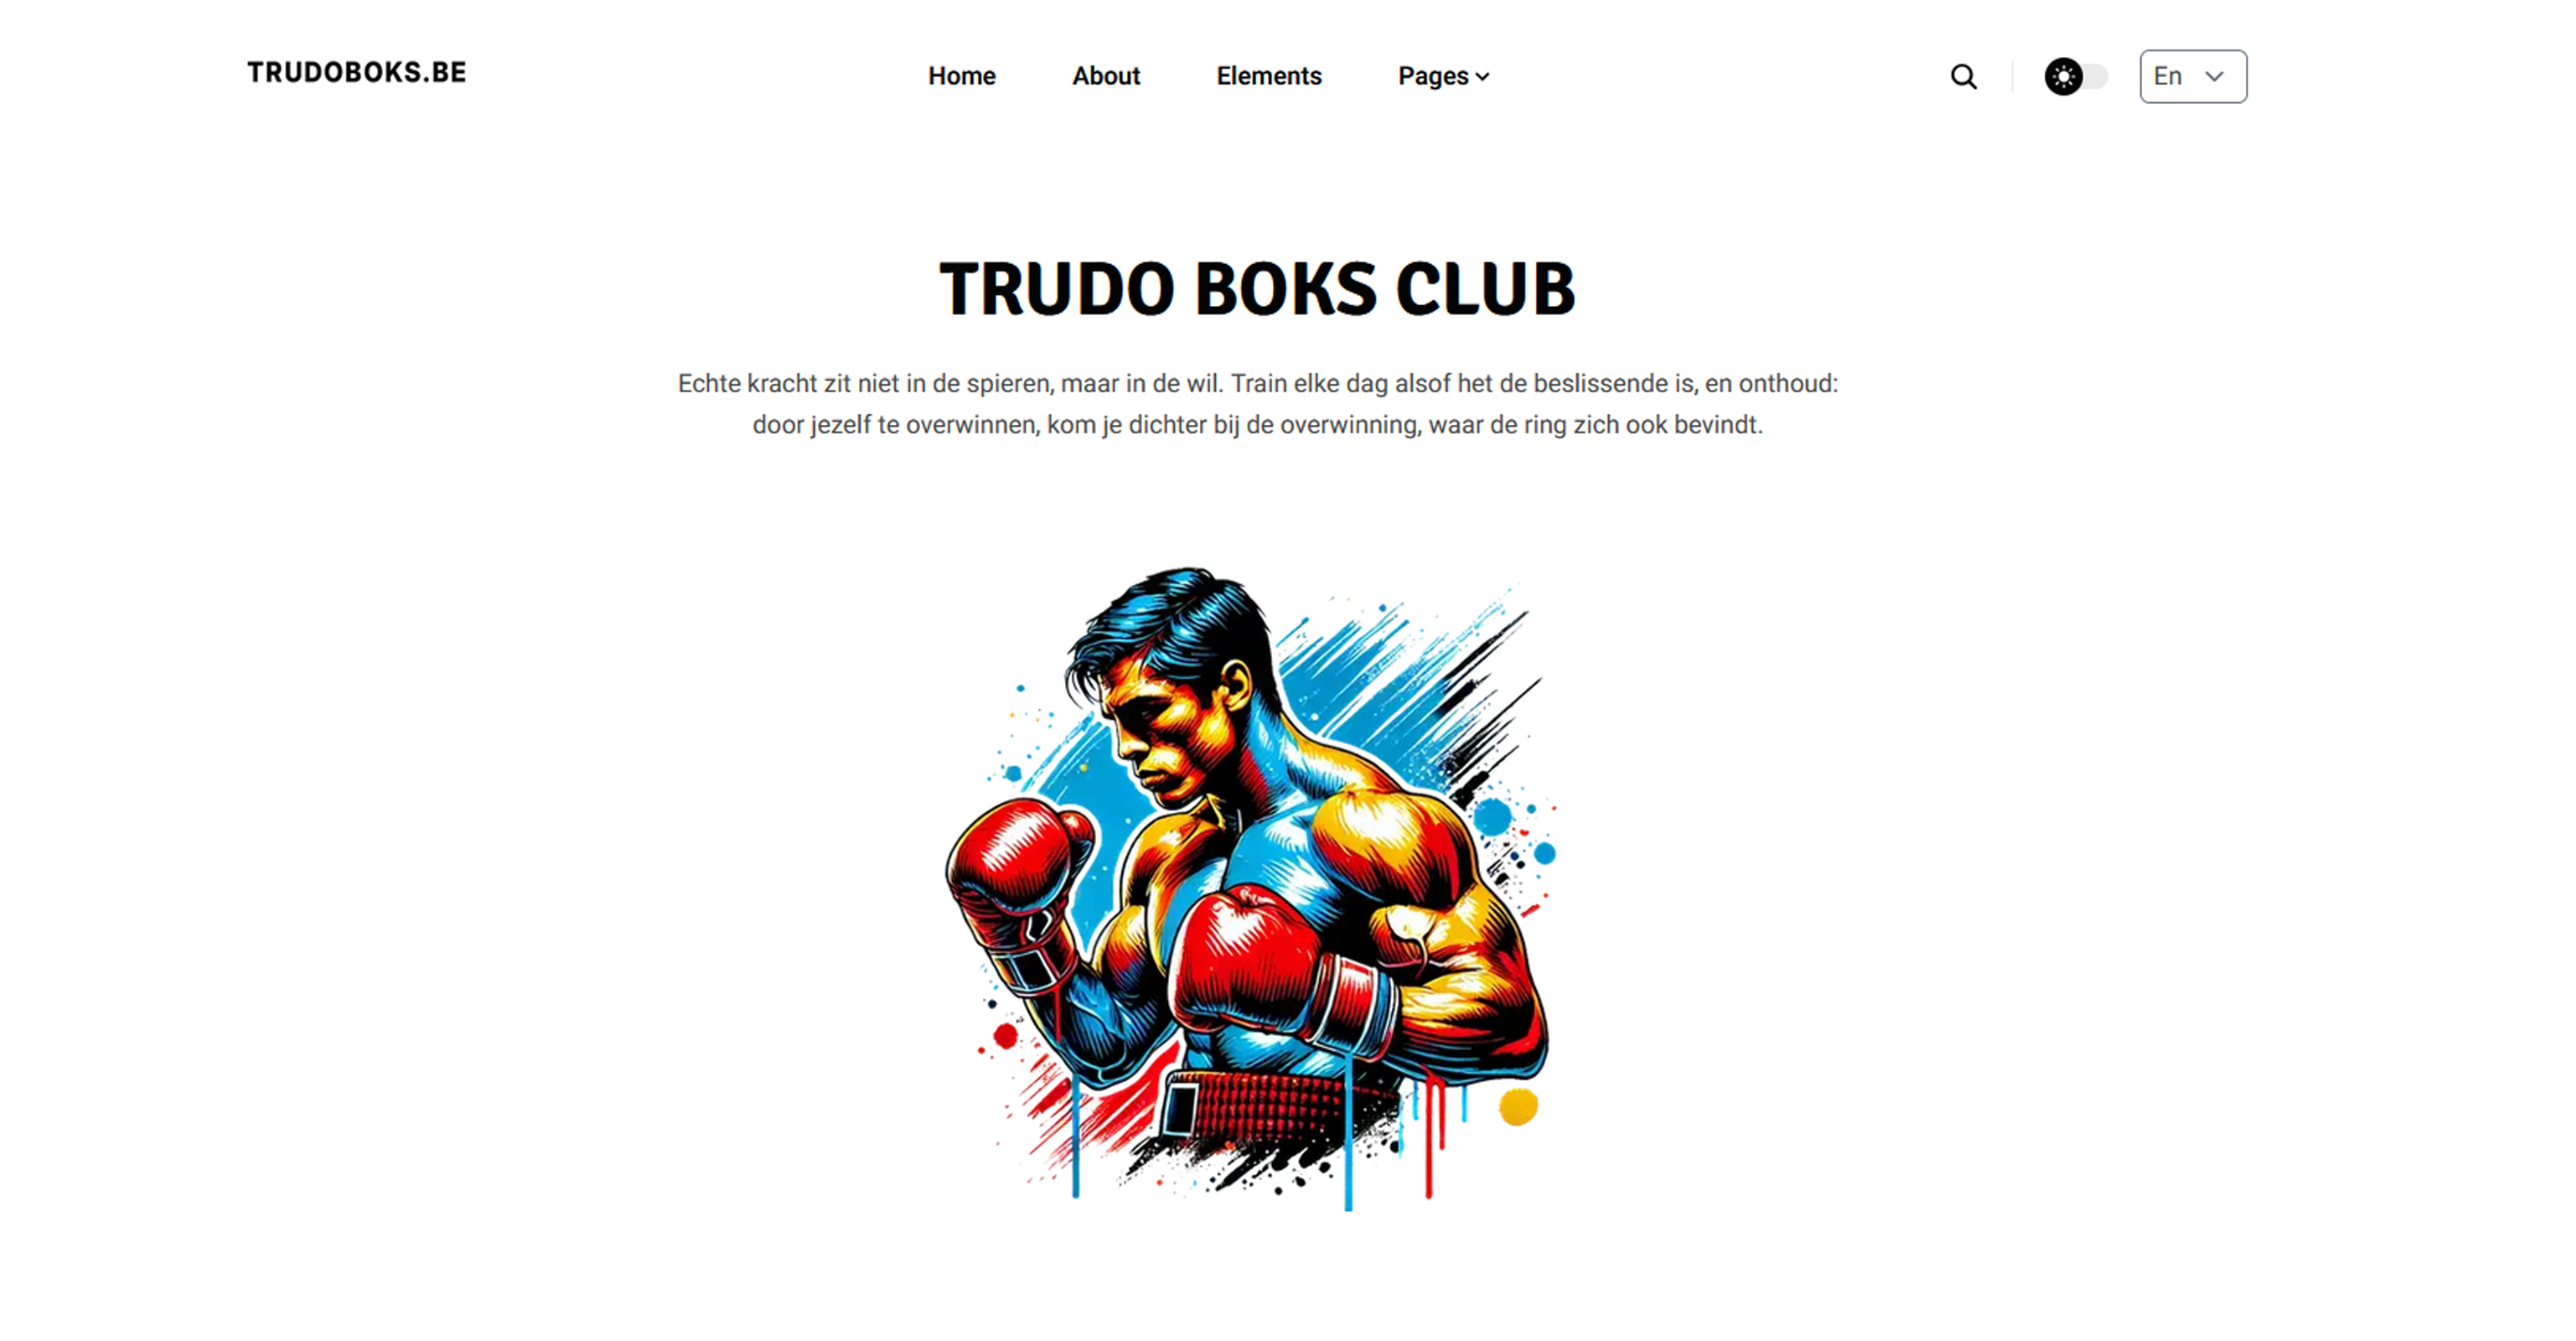 TRUDOBOKS.BE
Home About Elements Pages
En
TRUDO BOKS CLUB
Echte kracht zit niet in de spieren, maar in de wil. Train elke dag alsof het de beslissende is, en onthoud:
door jezelf te overwinnen, kom je dichter bij de overwinning, waar de ring zich ook bevindt.